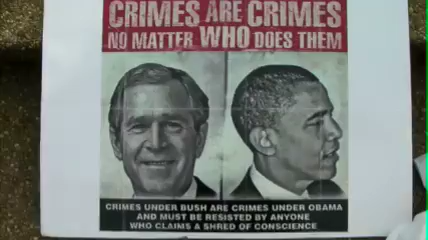 CRIMES ARE CRIMES
NO MATTER WHO DOES THEM
CRIMES UNDER BUSH ARE CRIMES UNDER OBAMA
AND MUST BE RESISTED BY ANYONE
WHO CLAIMS A SHRED OF CONSCIENCE